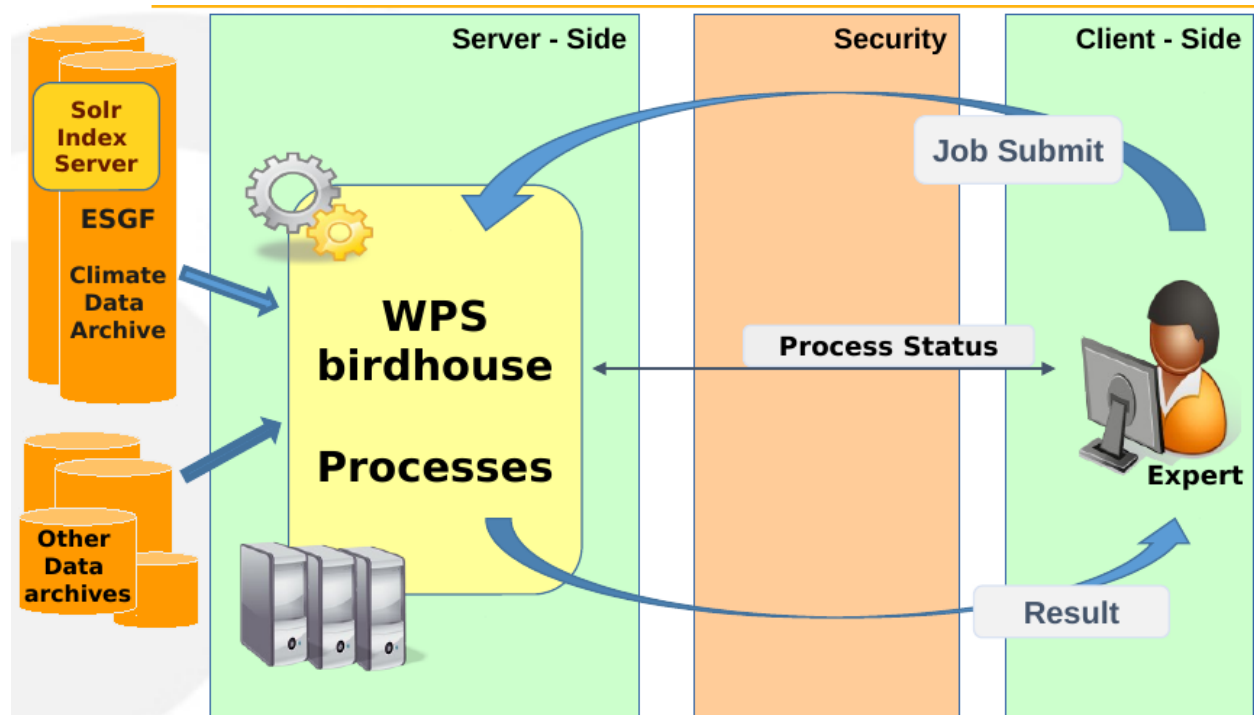 Server - Side
Security
Client - Side
Solr
Index
Server
ESGF
Climate
Data
Archive
Job Submit
WPS
birdhouse
Processes
Process Status
Expert
Other
Data
archives
Result